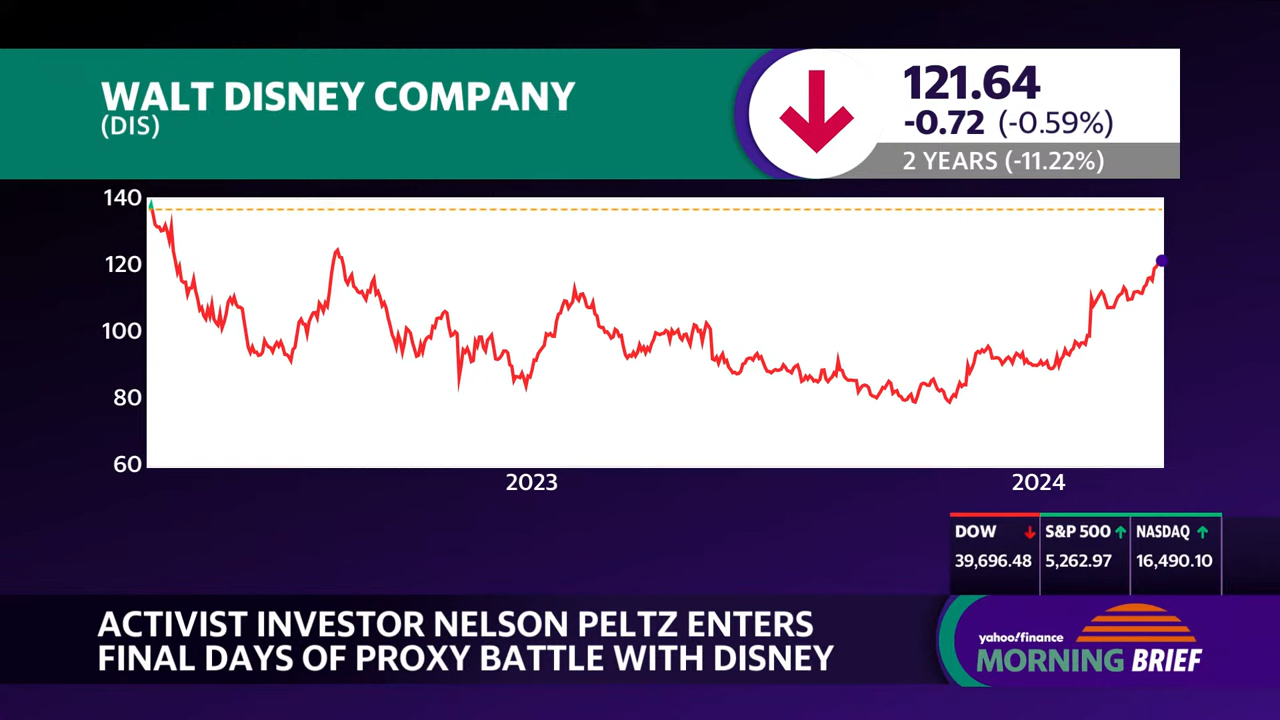 WALT DISNEY COMPANY
(DIS)
121.64
-0.72 (-0.59%)
2 YEARS (-11.22%)
140
120
100
80
60
2023
2024
DOW
39,696.48
S&P 500
5,262.97
NASDAQ
16,490.10
ACTIVIST INVESTOR NELSON PELTZ ENTERS
FINAL DAYS OF PROXY BATTLE WITH DISNEY
yahoo!finance
MORNING BRIEF